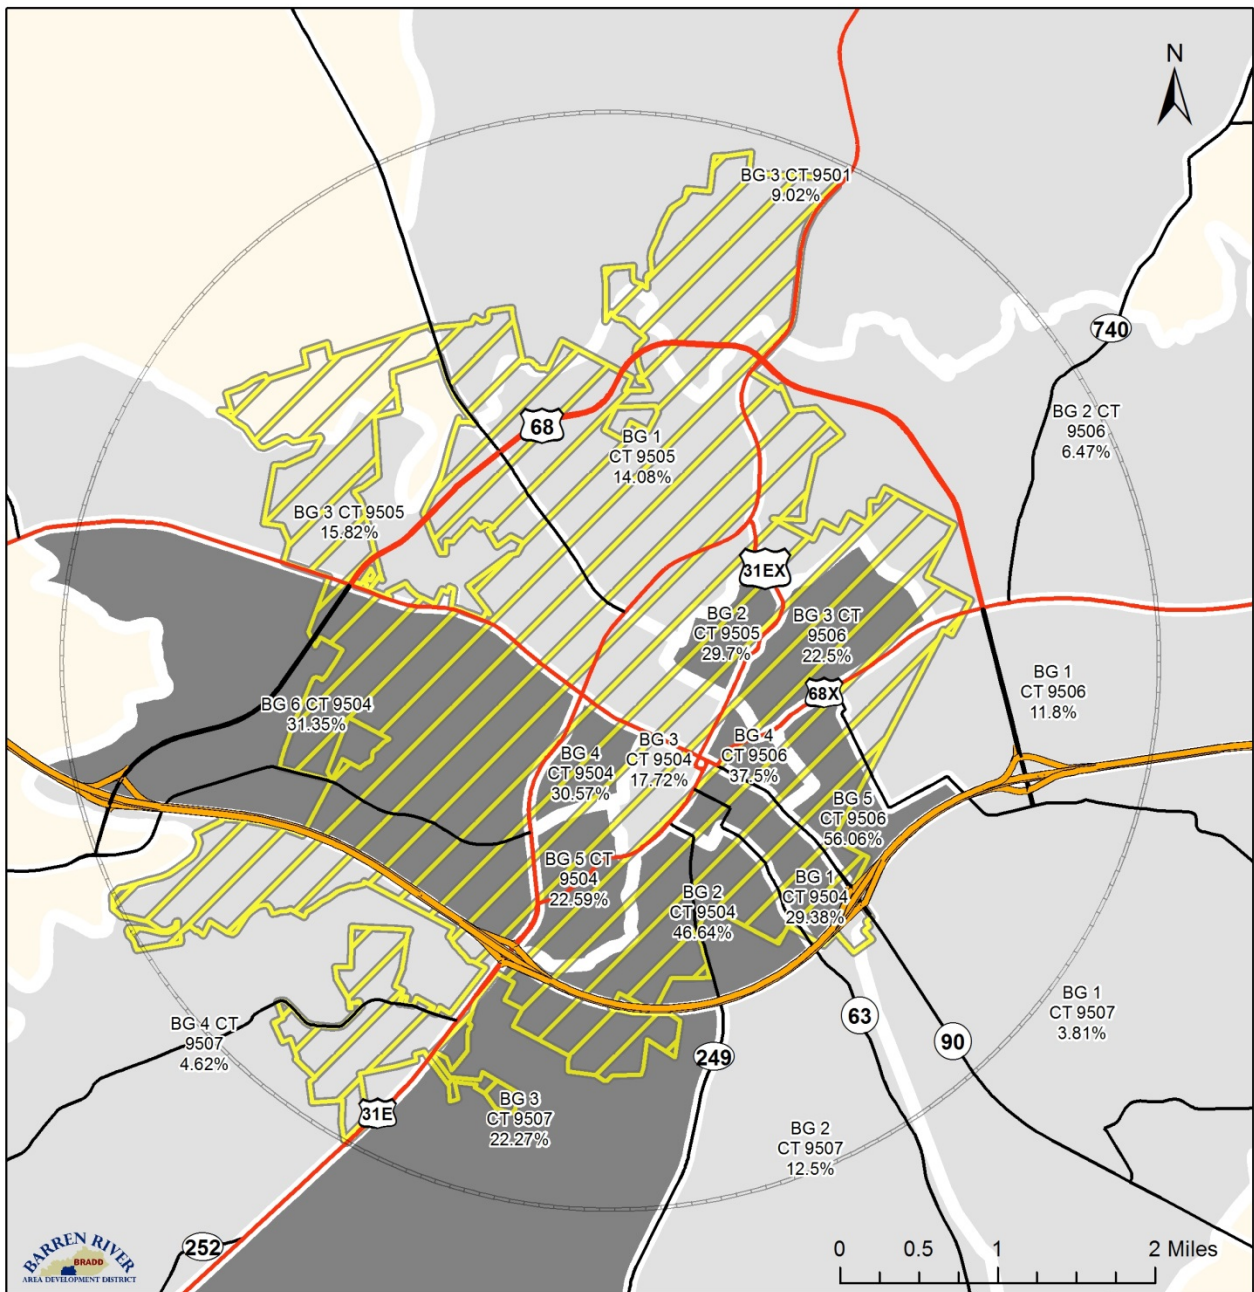 N
BG 3 CT 9501
9.02%
740
BG 2 CT
9506
6.47%
68
BG 1
CT 9505
14.08%
BG 3 CT 9505
15.82%
31EX
BG 2
CT 9505
29.7%
BG 3 CT
9506
22.5%
68X
BG 1
CT 9506
11.8%
BG 6 CT 9504
31.35%
BG 4
CT 9504
30.57%
BG 3
CT 9504
17.72%
BG 4
CT 9506
37.5%
BG 5
CT 9506
56.06%
BG 5 CT
9504
22.59%
BG 2
CT 9504
46.64%
BG 1
CT 9504
29.38%
BG 4 CT
9507
4.62%
BG 1
CT 9507
3.81%
63
90
249
31E
BG 3
CT 9507
22.27%
BG 2
CT 9507
12.5%
252
BARREN RIVER
BRADD
AREA DEVELOPMENT DISTRICT
0 0.5 1 2 Miles